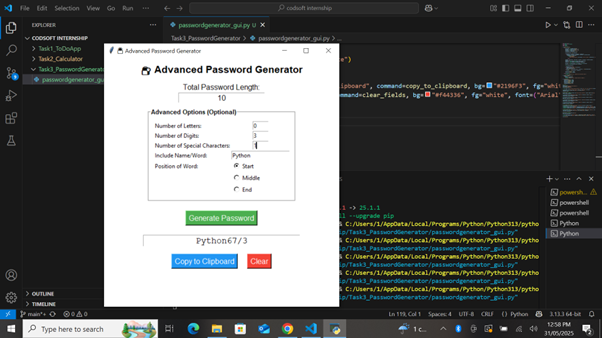 File Edit Selection View Go Run
codsoft internship
EXPLORER
CODSOFT INTERNSHIP
Task1_ToDoApp
Task2_Calculator
Task3_PasswordGenerator
passwordgenerator_gu
OUTLINE
TIMELINE
passwordgenerator_gui.py U
Task3_PasswordGenerator > passwordgenerator_gui.py > ...
Advanced Password Generator
Advanced Password Generator
Total Password Length:
10
Advanced Options (Optional)
Number of Letters: 0
Number of Digits: 3
Number of Special Characters: 1
Include Name/Word: Python
Position of Word: Start
Middle
End
Generate Password
Python67/3
Copy to Clipboard Clear
ipboard", command=copy_to_clipboard, bg="#2196F3", fg="white"
ommand=clear_fields, bg="#f44336", fg="white", font=("Arial"
-> 25.1.1
--upgrade pip
C:/Users/1/AppData/Local/Programs/Python/Python313/pytho
ip/Task3_PasswordGenerator/passwordgenerator_gui.py"
C:/Users/1/AppData/Local/Programs/Python/Python313/pytho
ip/Task3_PasswordGenerator/passwordgenerator_gui.py"
C:/Users/1/AppData/Local/Programs/Python/Python313/pytho
ip/Task3_PasswordGenerator/passwordgenerator_gui.py"
C:/Users/1/AppData/Local/Programs/Python/Python313/pytho
ip/Task3_PasswordGenerator/passwordgenerator_gui.py"
powershell
powershell
Python
Python
main*+ 0 0
Ln 119, Col 1 Spaces: 4 UTF-8 CRLF {} Python 3.13.3 64-bit
Type here to search
12:58 PM
31/05/2025